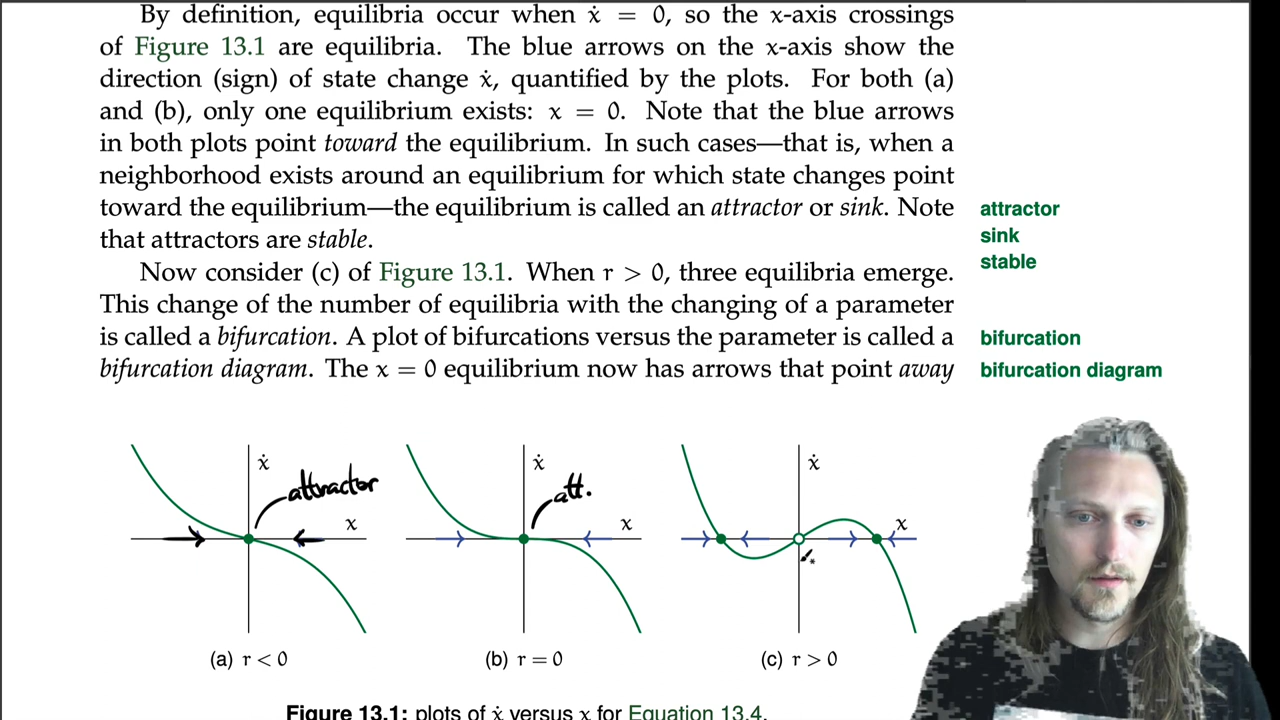 By definition, equilibria occur when ẋ = 0, so the x-axis crossings
of Figure 13.1 are equilibria. The blue arrows on the x-axis show the
direction (sign) of state change ẋ, quantified by the plots. For both (a)
and (b), only one equilibrium exists: x = 0. Note that the blue arrows
in both plots point toward the equilibrium. In such cases—that is, when a
neighborhood exists around an equilibrium for which state changes point
toward the equilibrium—the equilibrium is called an attractor or sink. Note
that attractors are stable.
attractor
sink
stable
Now consider (c) of Figure 13.1. When r > 0, three equilibria emerge.
This change of the number of equilibria with the changing of a parameter
is called a bifurcation. A plot of bifurcations versus the parameter is called a
bifurcation diagram. The x = 0 equilibrium now has arrows that point away
bifurcation
bifurcation diagram
ẋ
attractor
x
(a) r < 0
ẋ
att.
x
(b) r = 0
ẋ
x
(c) r > 0
Figure 13.1: plots of ẋ versus x for Equation 13.4.